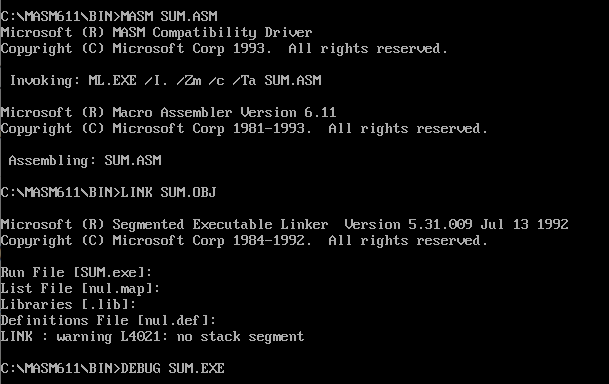 C:\MASM611\BIN>MASM SUM.ASM
Microsoft (R) MASM Compatibility Driver
Copyright (C) Microsoft Corp 1993.  All rights reserved.
Invoking: ML.EXE /I. /Zm /c /Ta SUM.ASM
Microsoft (R) Macro Assembler Version 6.11
Copyright (C) Microsoft Corp 1981-1993.  All rights reserved.
Assembling: SUM.ASM
C:\MASM611\BIN>LINK SUM.OBJ
Microsoft (R) Segmented Executable Linker  Version 5.31.009 Jul 13 1992
Copyright (C) Microsoft Corp 1984-1992.  All rights reserved.
Run File [SUM.exe]:
List File [nul.map]:
Libraries [.lib]:
Definitions File [nul.def]:
LINK : warning L4021: no stack segment
C:\MASM611\BIN>DEBUG SUM.EXE